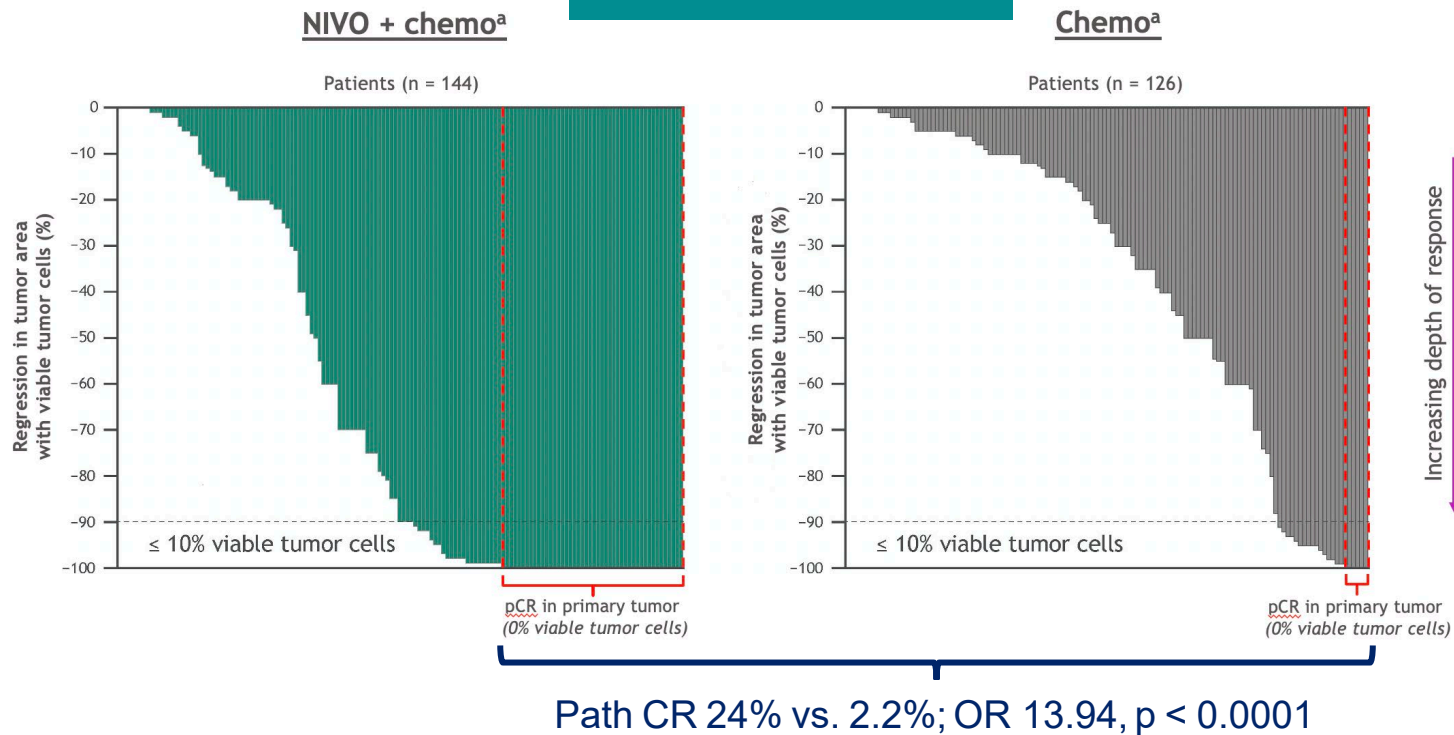 NIVO + chemoᵃ
Patients (n = 144)
Regression in tumor area
with viable tumor cells (%)
0
-10
-20
-30
-40
-50
-60
-70
-80
-90
-100
≤ 10% viable tumor cells
pCR in primary tumor
(0% viable tumor cells)
Chemoᵃ
Patients (n = 126)
Regression in tumor area
with viable tumor cells (%)
0
-10
-20
-30
-40
-50
-60
-70
-80
-90
-100
≤ 10% viable tumor cells
pCR in primary tumor
(0% viable tumor cells)
Increasing depth of response
Path CR 24% vs. 2.2%; OR 13.94, p < 0.0001